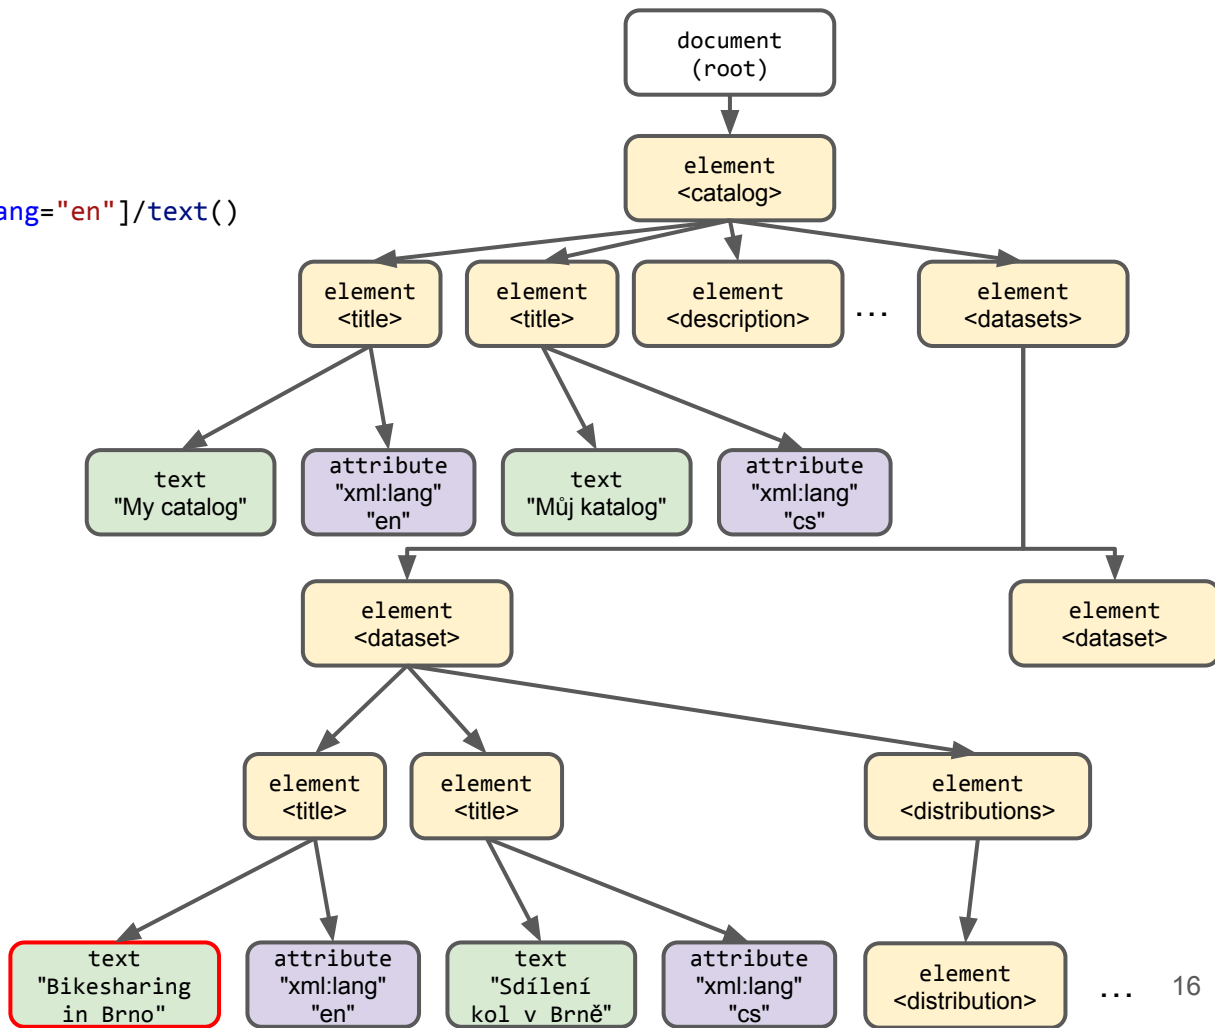 document
(root)
element
<catalog>
ang="en"]/text()
element
<title>
element
<title>
element
<description>
...
element
<datasets>
text
"My catalog"
attribute
"xml:lang"
"en"
text
"Můj katalog"
attribute
"xml:lang"
"cs"
element
<dataset>
element
<dataset>
element
<title>
element
<title>
element
<distributions>
text
"Bikesharing
in Brno"
attribute
"xml:lang"
"en"
text
"Sdílení
kol v Brně"
attribute
"xml:lang"
"cs"
element
<distribution>
...
16